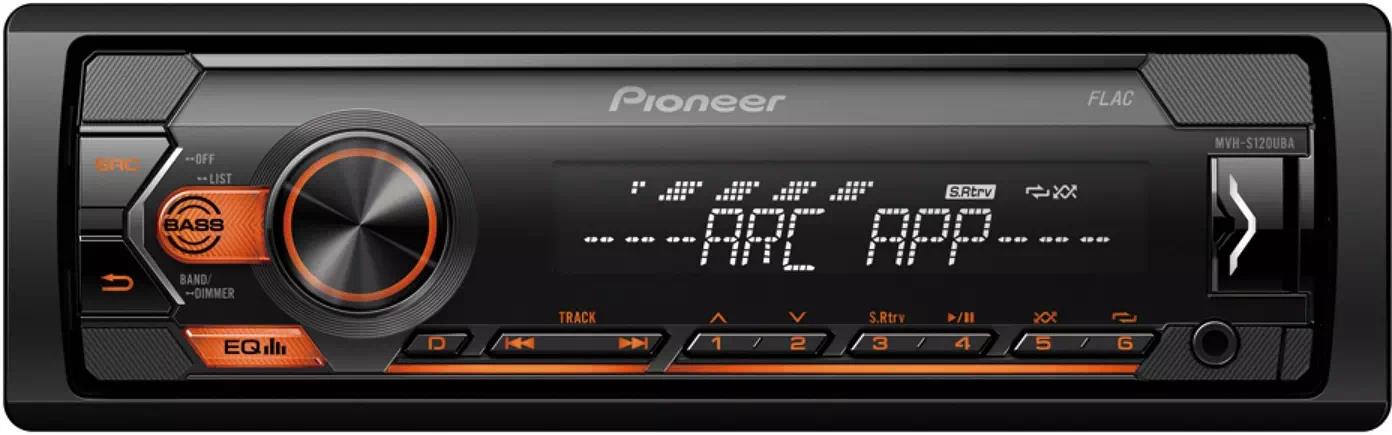 Pioneer
FLAC
MVH-S120UBA
SRC
OFF
LIST
BASS
BAND/
DIMMER
S.Rtrv
----ARC APP----
EQ
TRACK
S.Rtrv
D
1 / 2
3 / 4
5 / 6